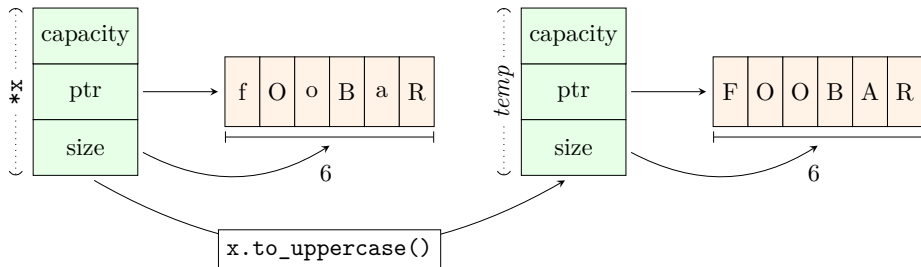 *x
capacity
ptr
size
f O o B a R
6
x.to_uppercase()
temp
capacity
ptr
size
F O O B A R
6